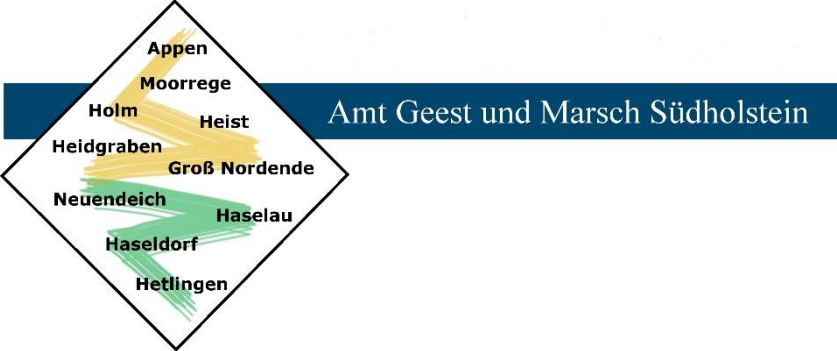 Appen
Moorrege
Holm
Heist
Heidgraben
Groß Nordende
Neuendeich
Haselau
Haseldorf
Hetlingen
Amt Geest und Marsch Südholstein